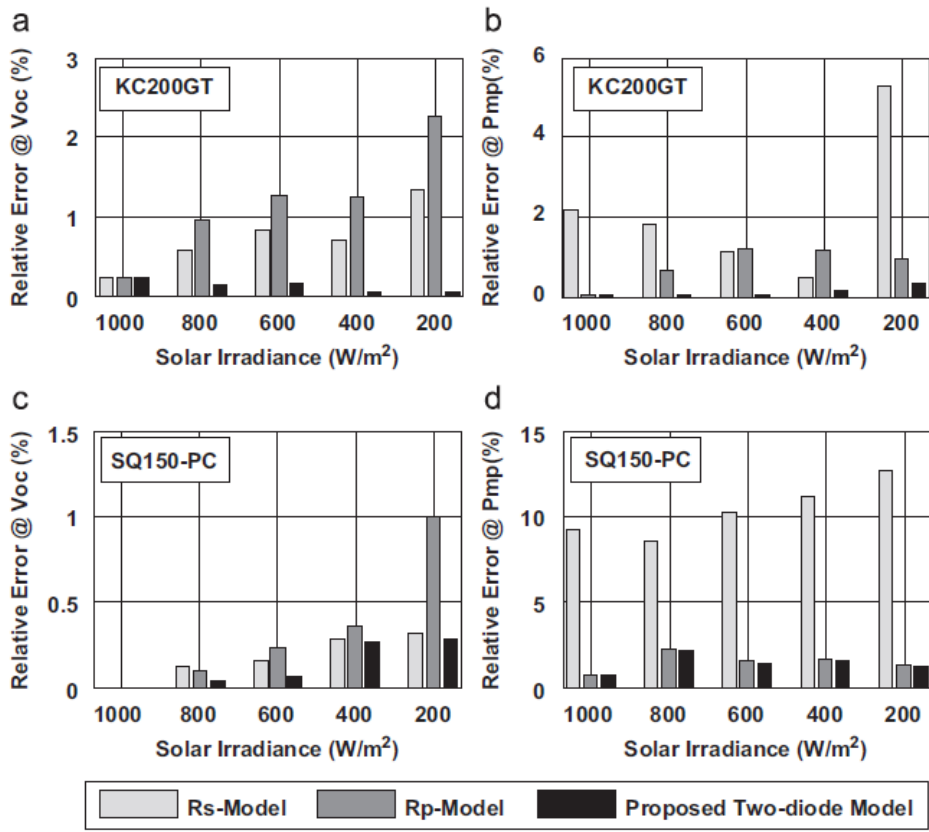 a
Relative Error @ Voc (%)
3
2
1
0
KC200GT
1000 800 600 400 200
Solar Irradiance (W/m²)
b
Relative Error @ Pmp(%)
6
4
2
0
KC200GT
1000 800 600 400 200
Solar Irradiance (W/m²)
c
Relative Error @ Voc (%)
1.5
1
0.5
0
SQ150-PC
1000 800 600 400 200
Solar Irradiance (W/m²)
d
Relative Error @ Pmp(%)
15
10
5
0
SQ150-PC
1000 800 600 400 200
Solar Irradiance (W/m²)
Rs-Model Rp-Model Proposed Two-diode Model